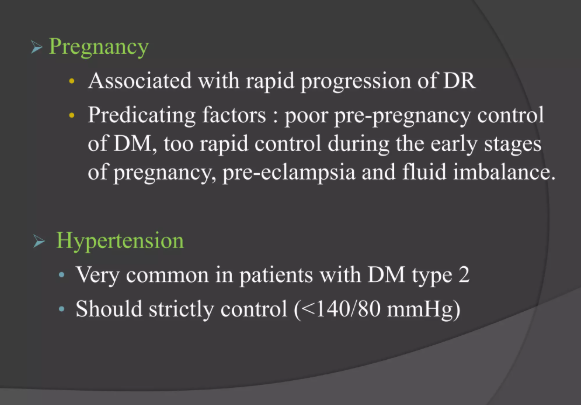 ➢ Pregnancy
• Associated with rapid progression of DR
• Predicating factors : poor pre-pregnancy control
of DM, too rapid control during the early stages
of pregnancy, pre-eclampsia and fluid imbalance.
➢ Hypertension
• Very common in patients with DM type 2
• Should strictly control (<140/80 mmHg)